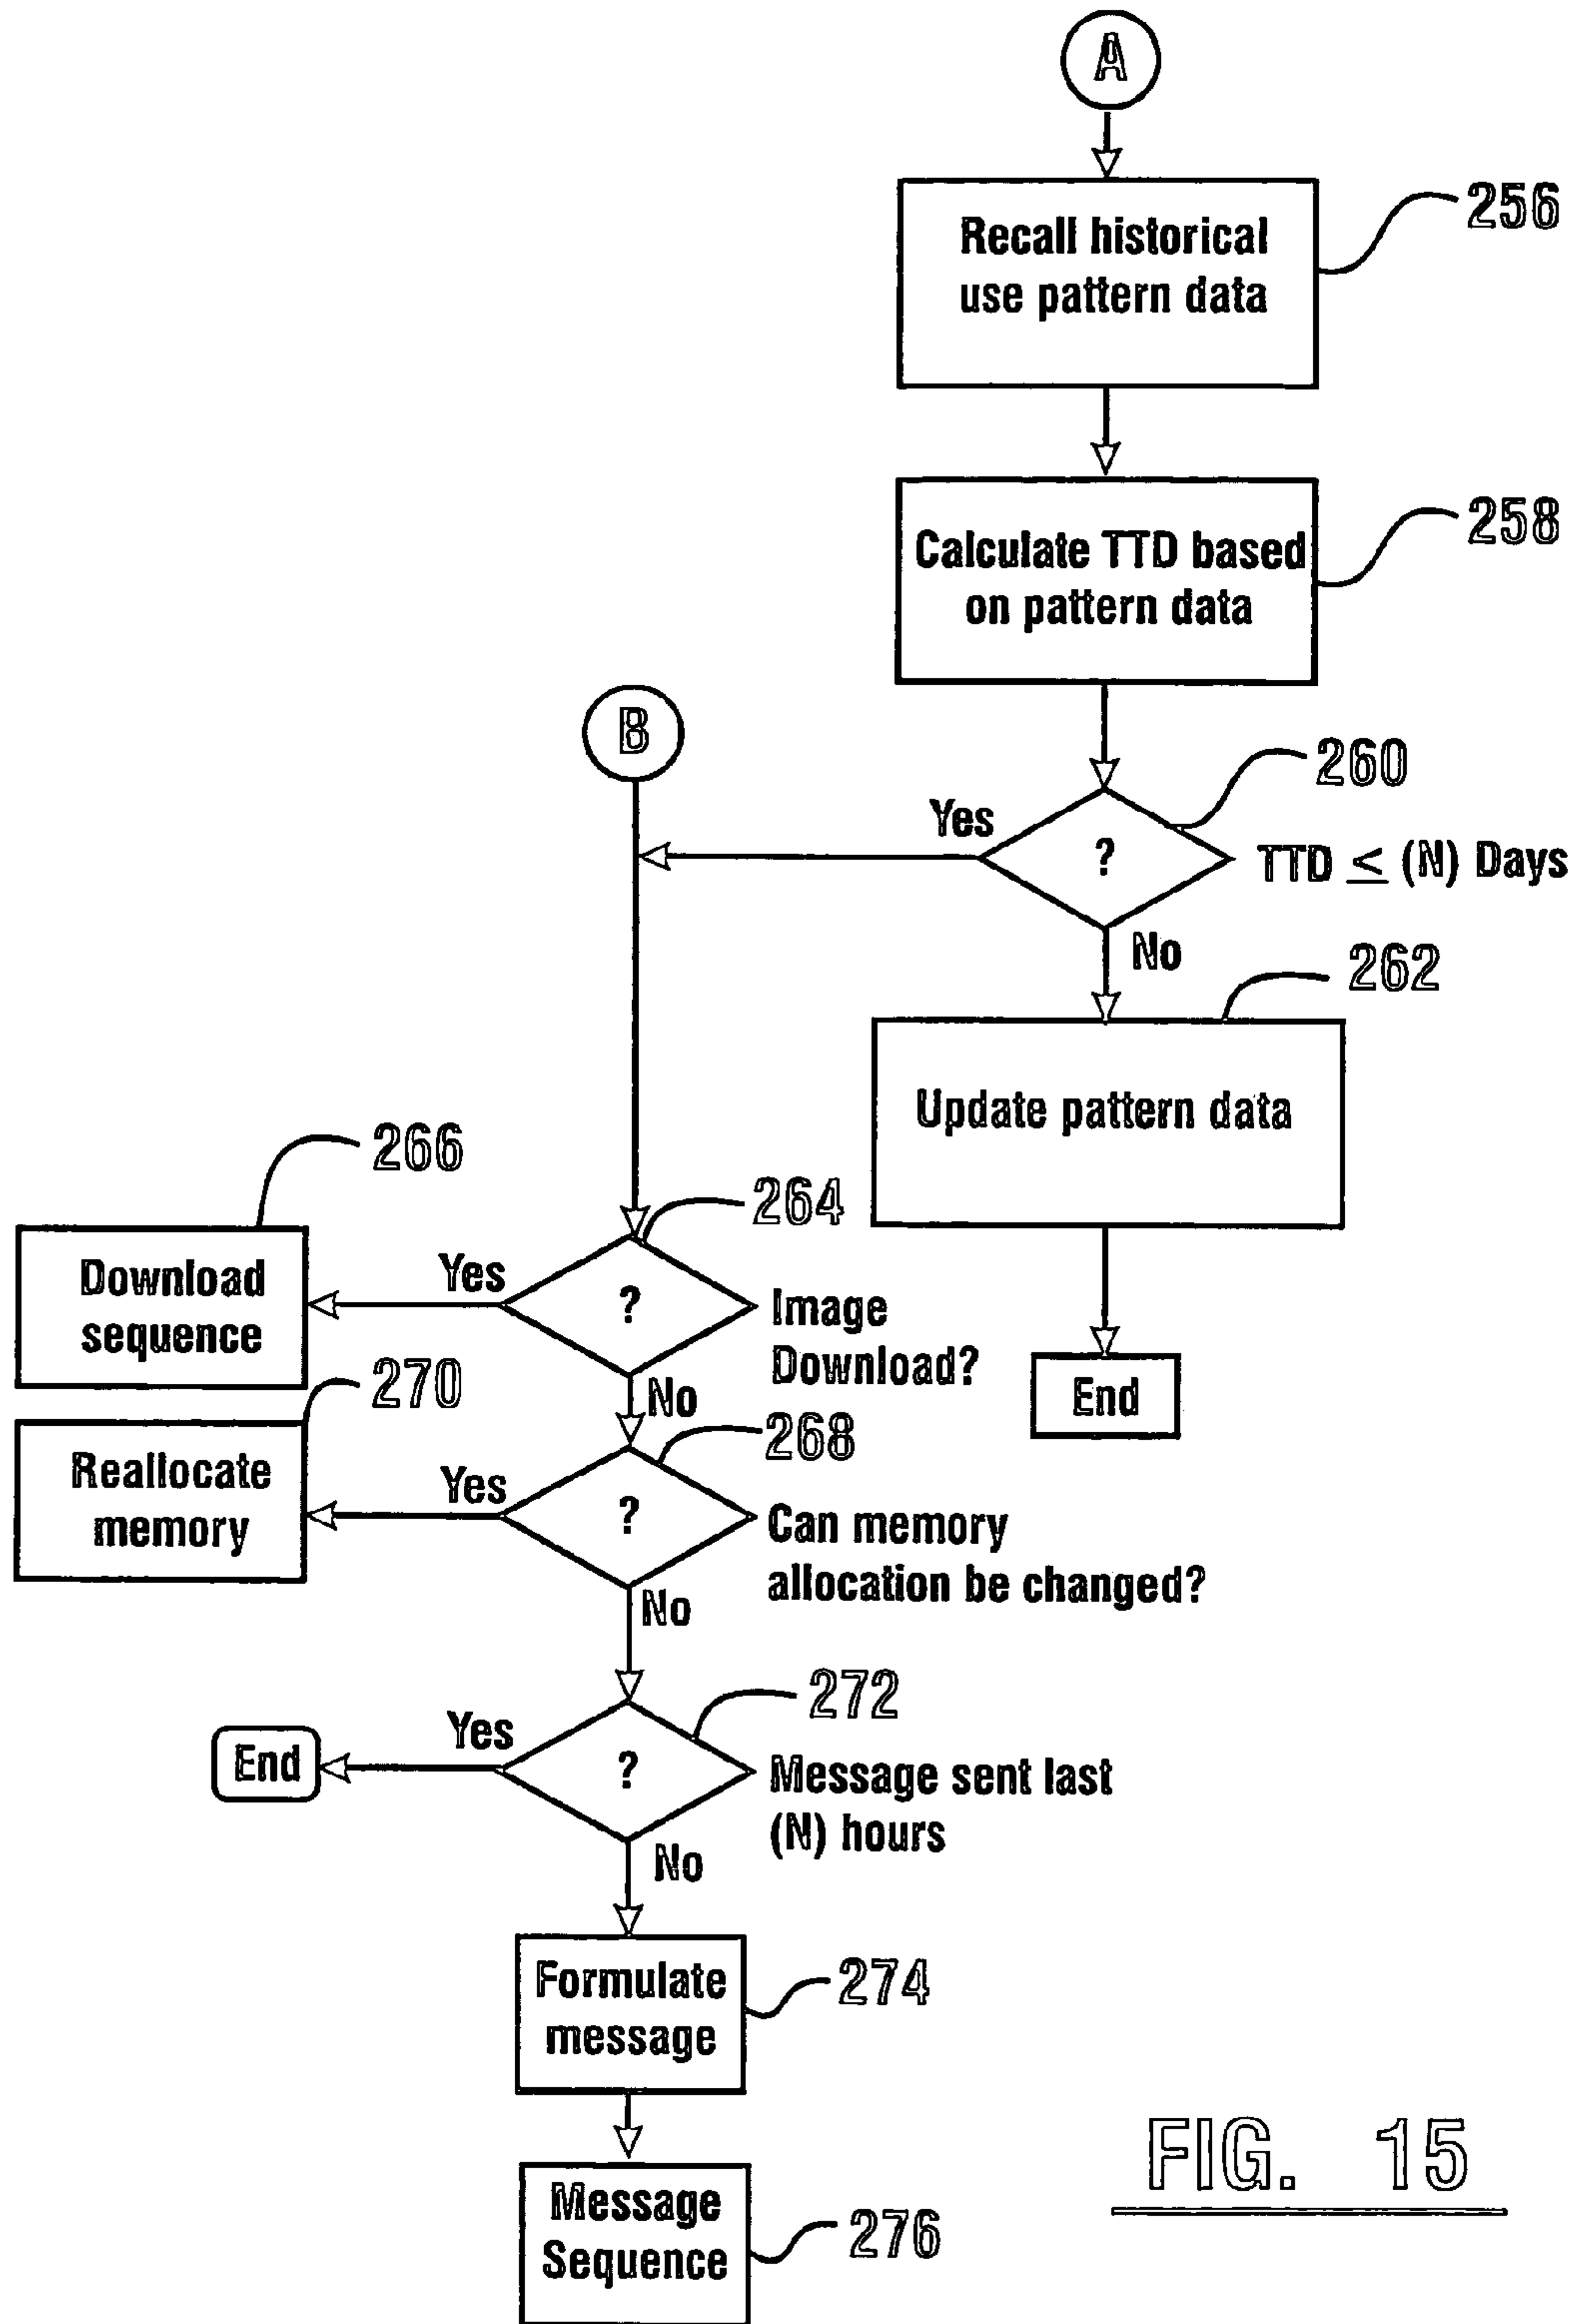 A
Recall historical
use pattern data
256
Calculate TTD based
on pattern data
258
B
260
Yes
?
TTD ≤ (N) Days
No
262
Update pattern data
End
266
Download
sequence
264
Yes
?
Image
Download?
No
270
Reallocate
memory
268
Yes
?
Can memory
allocation be changed?
No
272
End
Yes
?
Message sent last
(N) hours
No
Formulate
message
274
Message
Sequence
276
FIG. 15